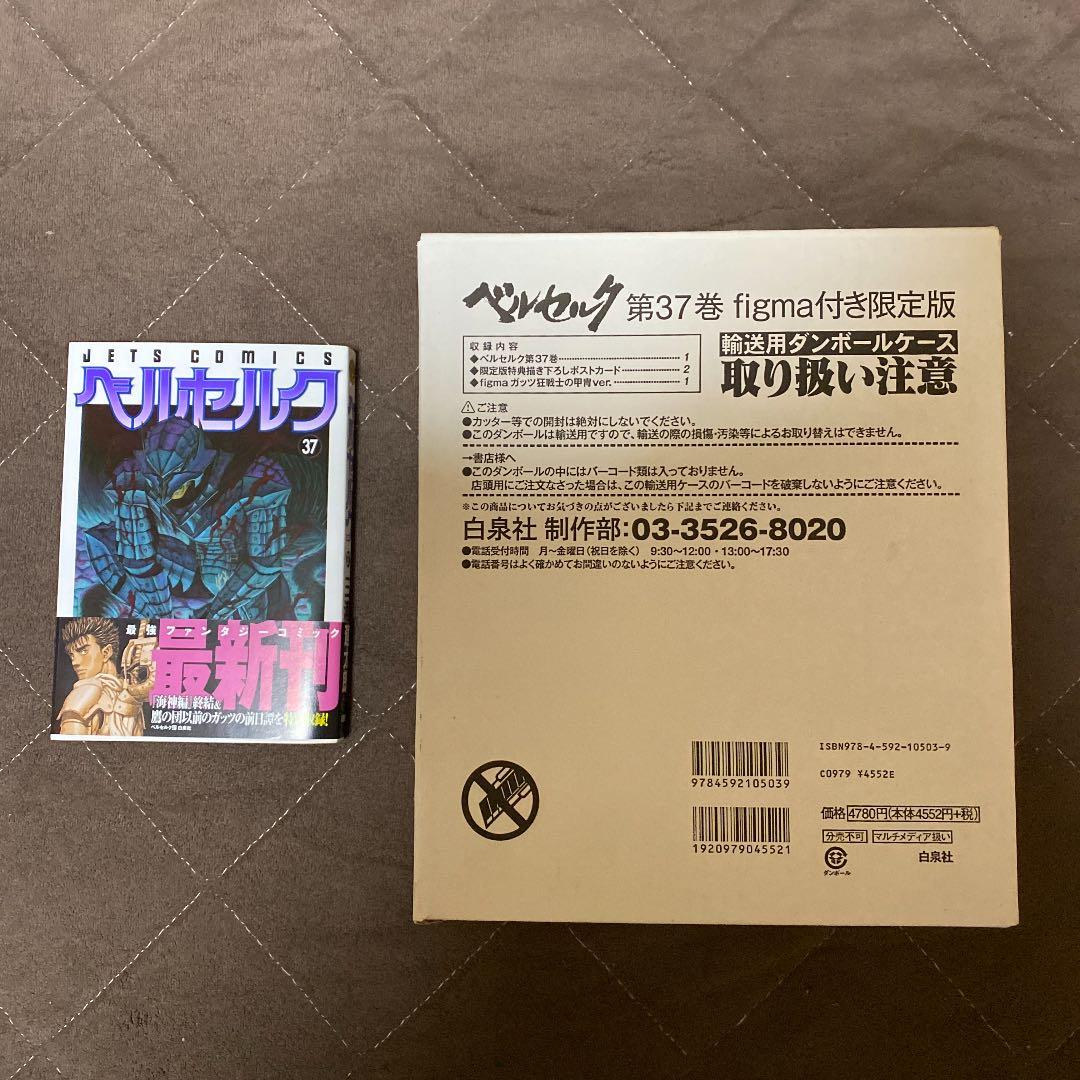 JETS COMICS
ベルセルク
37
最強ファンタジーコミック
最新刊
「海神編」終結&
鷹の団以前のガッツの前日譚を
ベルセルク㊲ 白泉社
ベルセルク 第37巻 figma付き限定版
輸送用ダンボールケース
取り扱い注意
収録内容
◆ベルセルク第37巻 1
◆限定版特典描き下ろしポストカード 2
◆figma ガッツ狂戦士の甲冑ver. 1
⚠ご注意
●カッター等での開封は絶対にしないでください。
●このダンボールは輸送用ですので、輸送の際の損傷・汚染等によるお取り替えはできません。
→書店様へ
●このダンボールの中にはバーコード類は入っておりません。
店頭用にご注文なさった場合は、この輸送用ケースのバーコードを破棄しないようにご注意ください。
※この商品についてお気づきの点がございましたら下記までご連絡ください。
白泉社 制作部:03-3526-8020
●電話受付時間 月〜金曜日(祝日を除く) 9:30〜12:00・13:00〜17:30
●電話番号はよく確かめてお間違いのないようにご注意ください。
9784592105039
1920979045521
ISBN978-4-592-10503-9
C0979 ¥4552E
価格 4780円(本体4552円+税)
分売不可 マルチメディア扱い
ダンボール
白泉社